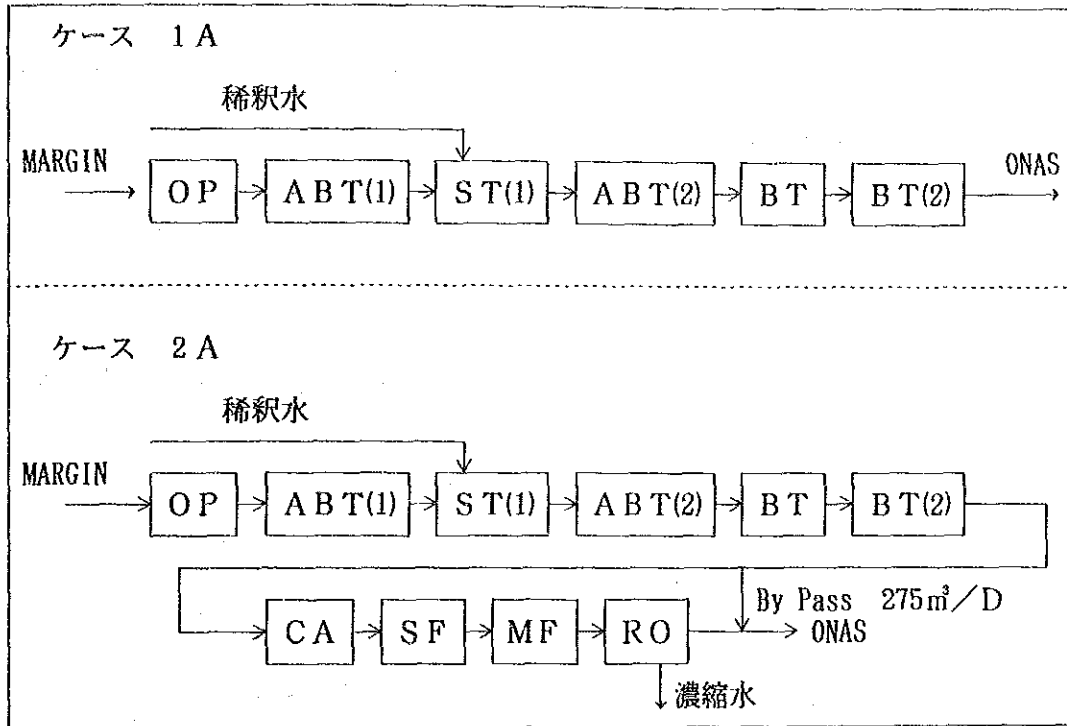 ケース 1A
稀釈水
MARGIN
OP ABT(1) ST(1) ABT(2) BT BT(2)
ONAS
ケース 2A
稀釈水
MARGIN
OP ABT(1) ST(1) ABT(2) BT BT(2)
By Pass 275㎥/D
CA SF MF RO
ONAS
濃縮水